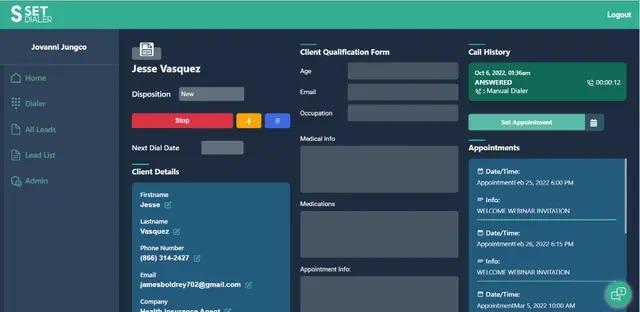 SET
DIALER
Logout
Jovanni Jungco
Home
Dialer
All Leads
Lead List
Admin
Jesse Vasquez
Disposition
New
Stop
Next Dial Date
Client Details
Firstname
Jesse
Lastname
Vasquez
Phone Number
(866) 314-2427
Email
jamesboldrey702@gmail.com
Company
Health Insurance Agent
Client Qualification Form
Age
Email
Occupation
Medical Info
Medications
Appointment Info:
Call History
Oct 6, 2022, 01:36am
ANSWERED
00:00:12
: Manual Dialer
Set Appointment
Appointments
Date/Time:
AppointmentFeb 25, 2022 6:00 PM
Info:
WELCOME WEBINAR INVITATION
Date/Time:
AppointmentFeb 26, 2022 6:15 PM
Info:
WELCOME WEBINAR INVITATION
Date/Time:
AppointmentMar 5, 2022 10:00 AM